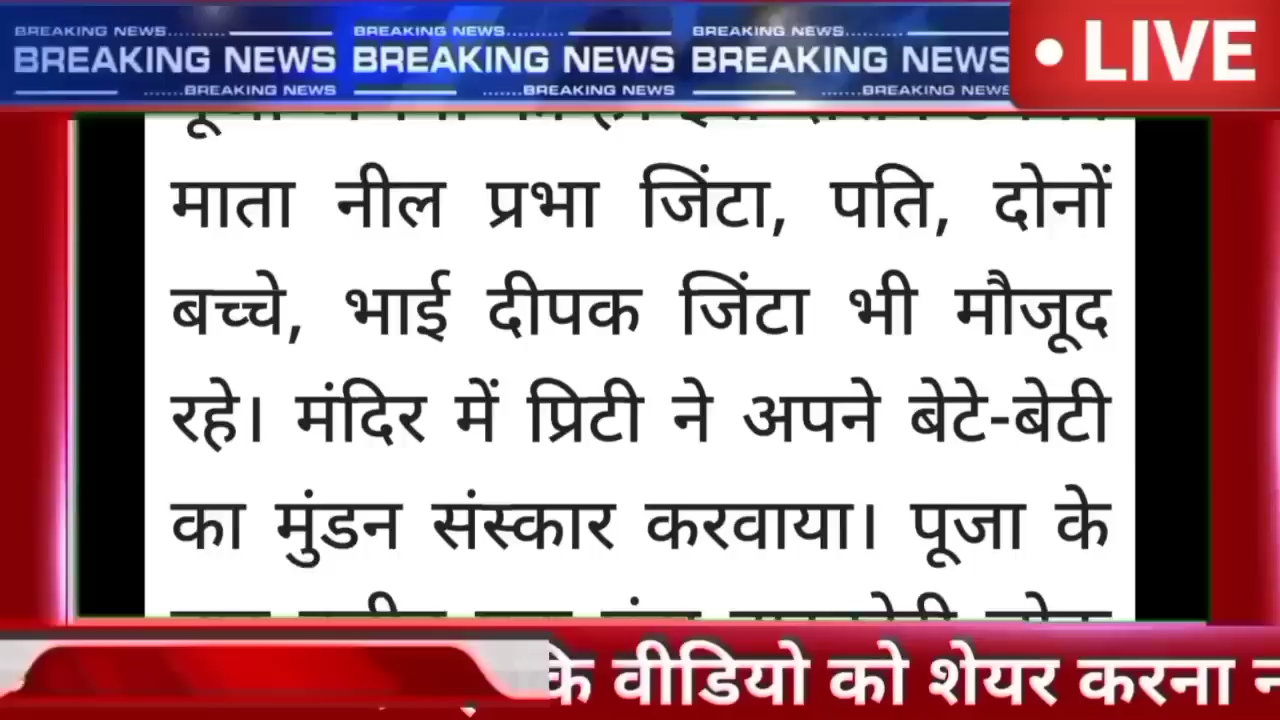 BREAKING NEWS.......... BREAKING NEWS.......... BREAKING NEWS..........
BREAKING NEWS BREAKING NEWS BREAKING NEWS
.......BREAKING NEWS .......BREAKING NEWS .......BREAKING NEWS
• LIVE
माता नील प्रभा जिंटा, पति, दोनों
बच्चे, भाई दीपक जिंटा भी मौजूद
रहे। मंदिर में प्रिटी ने अपने बेटे-बेटी
का मुंडन संस्कार करवाया। पूजा के
के वीडियो को शेयर करना